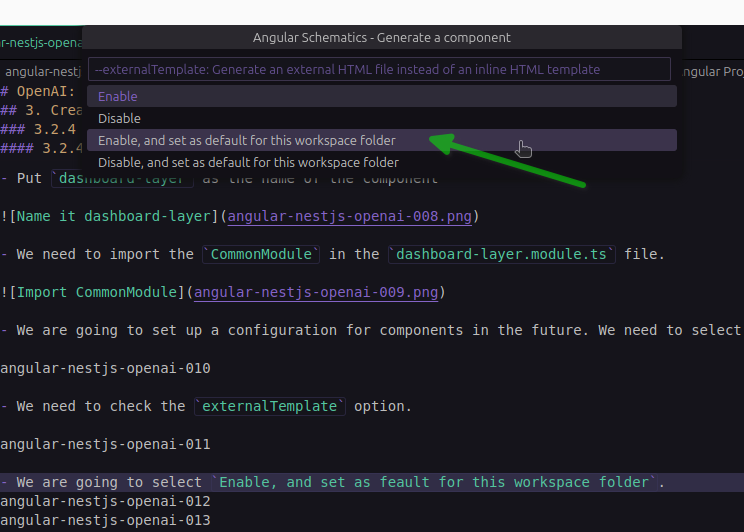 Angular Schematics - Generate a component
ar-nestjs-opena
--externalTemplate: Generate an external HTML file instead of an inline HTML template
angular-nestj
ngular Proj
Enable
Disable
Enable, and set as default for this workspace folder
Disable, and set as default for this workspace folder
# OpenAI:
## 3. Crea
### 3.2.4
#### 3.2.4
- Put `dashboard-layer` as the name of the component
![Name it dashboard-layer](angular-nestjs-openai-008.png)
- We need to import the `CommonModule` in the `dashboard-layer.module.ts` file.
![Import CommonModule](angular-nestjs-openai-009.png)
- We are going to set up a configuration for components in the future. We need to select
angular-nestjs-openai-010
- We need to check the `externalTemplate` option.
angular-nestjs-openai-011
- We are going to select `Enable, and set as feault for this workspace folder`.
angular-nestjs-openai-012
angular-nestjs-openai-013